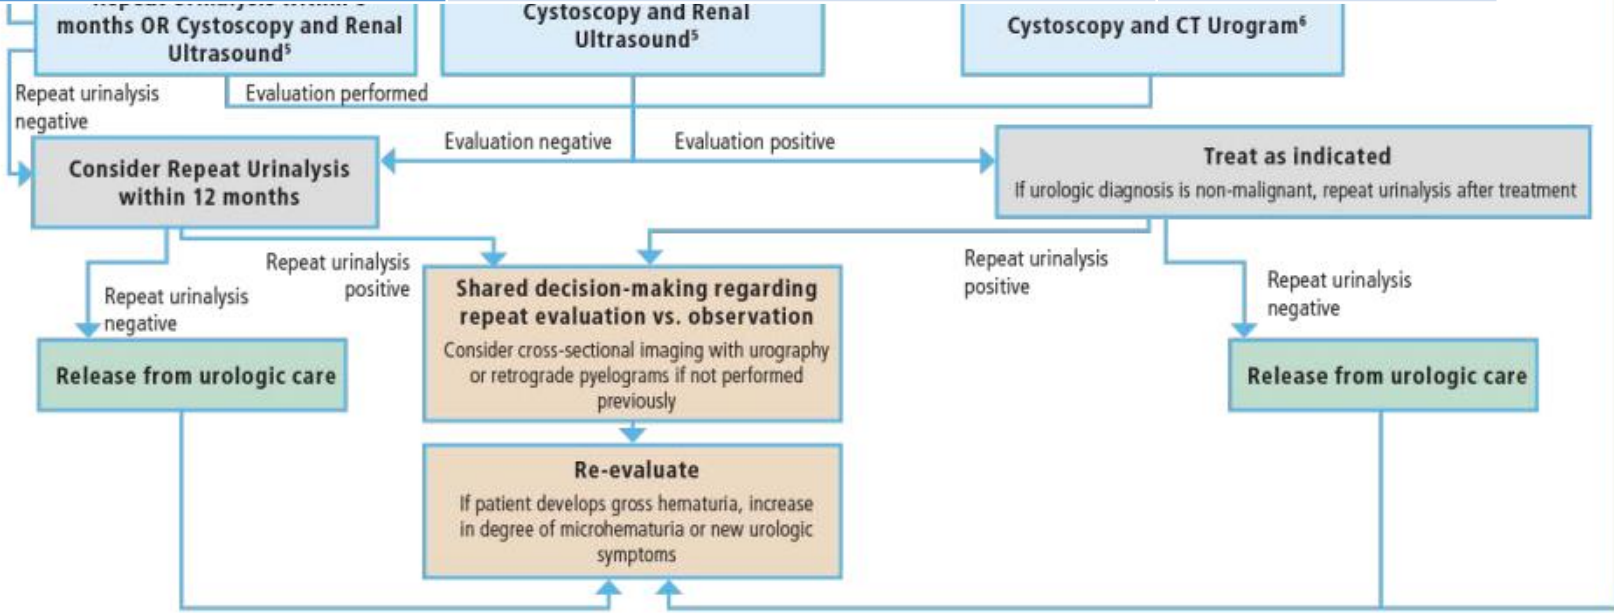 Repeat Urinalysis within 6
months OR Cystoscopy and Renal
Ultrasound⁵
Cystoscopy and Renal
Ultrasound⁵
Cystoscopy and CT Urogram⁶
Repeat urinalysis
negative
Evaluation performed
Evaluation negative
Evaluation positive
Consider Repeat Urinalysis
within 12 months
Treat as indicated
If urologic diagnosis is non-malignant, repeat urinalysis after treatment
Repeat urinalysis
positive
Repeat urinalysis
negative
Repeat urinalysis
positive
Repeat urinalysis
negative
Shared decision-making regarding
repeat evaluation vs. observation
Consider cross-sectional imaging with urography
or retrograde pyelograms if not performed
previously
Release from urologic care
Release from urologic care
Re-evaluate
If patient develops gross hematuria, increase
in degree of microhematuria or new urologic
symptoms